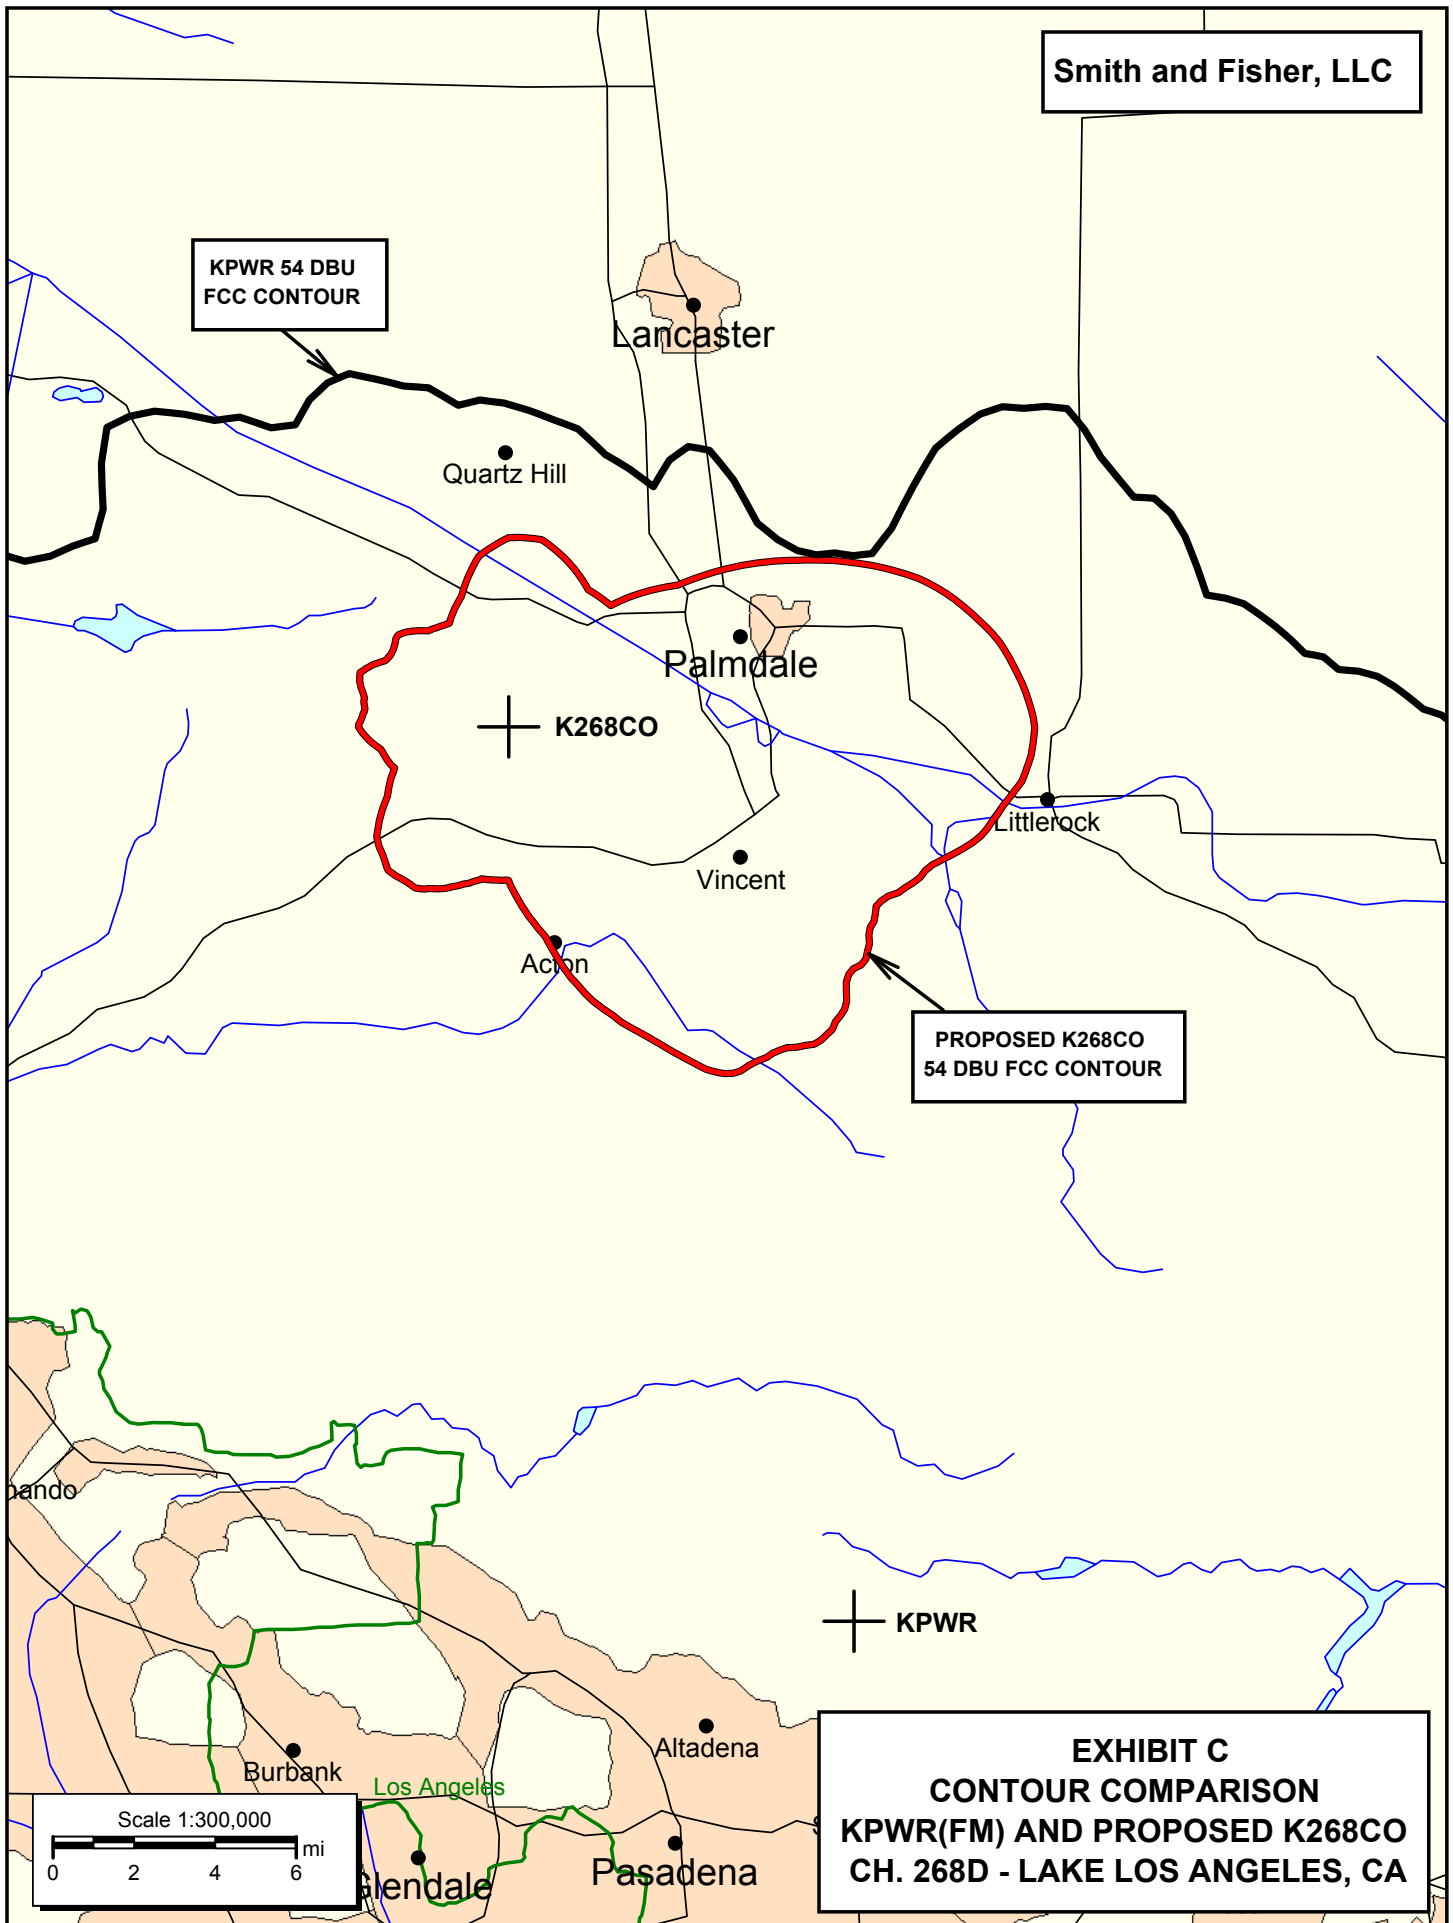 Smith and Fisher, LLC
KPWR 54 DBU
FCC CONTOUR
Lancaster
Quartz Hill
Palmdale
K268CO
Littlerock
Vincent
Acton
PROPOSED K268CO
54 DBU FCC CONTOUR
nando
KPWR
Altadena
Burbank
Los Angeles
Pasadena
Glendale
Scale 1:300,000
mi
0 2 4 6
EXHIBIT C
CONTOUR COMPARISON
KPWR(FM) AND PROPOSED K268CO
CH. 268D - LAKE LOS ANGELES, CA